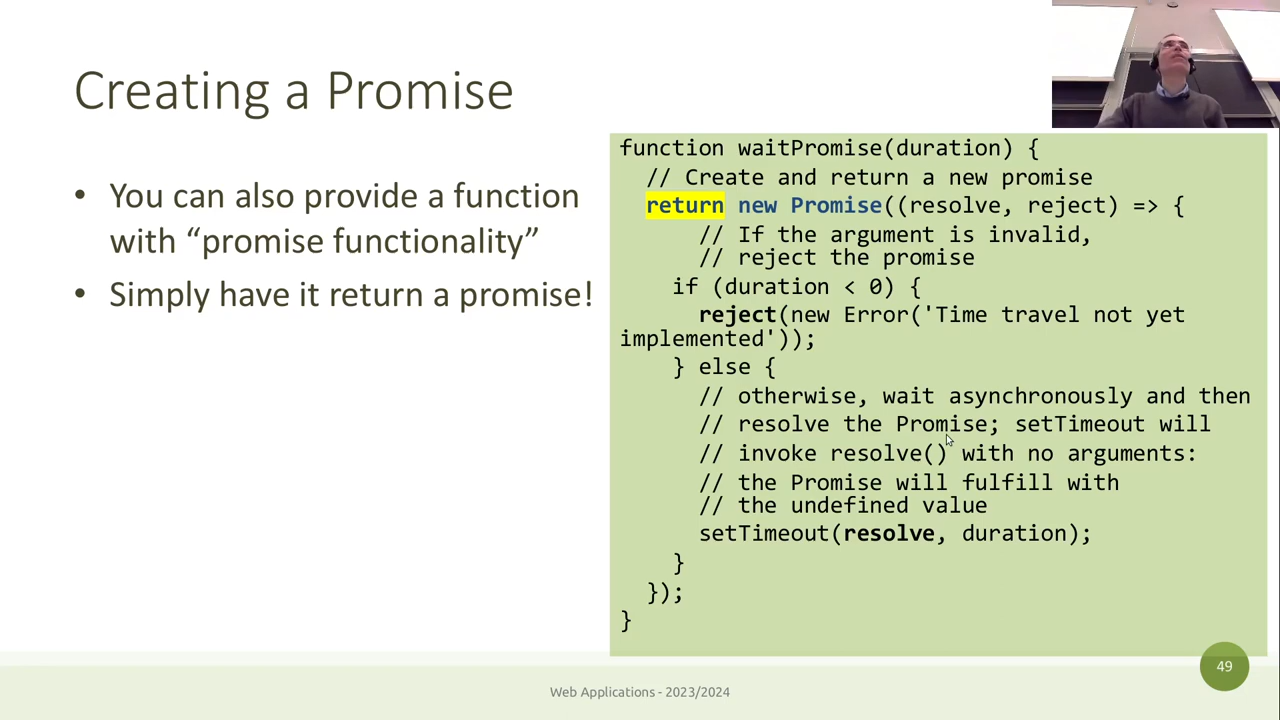 Creating a Promise
• You can also provide a function
with “promise functionality”
• Simply have it return a promise!
function waitPromise(duration) {
// Create and return a new promise
return new Promise((resolve, reject) => {
// If the argument is invalid,
// reject the promise
if (duration < 0) {
reject(new Error('Time travel not yet
implemented'));
} else {
// otherwise, wait asynchronously and then
// resolve the Promise; setTimeout will
// invoke resolve() with no arguments:
// the Promise will fulfill with
// the undefined value
setTimeout(resolve, duration);
}
});
}
49
Web Applications - 2023/2024